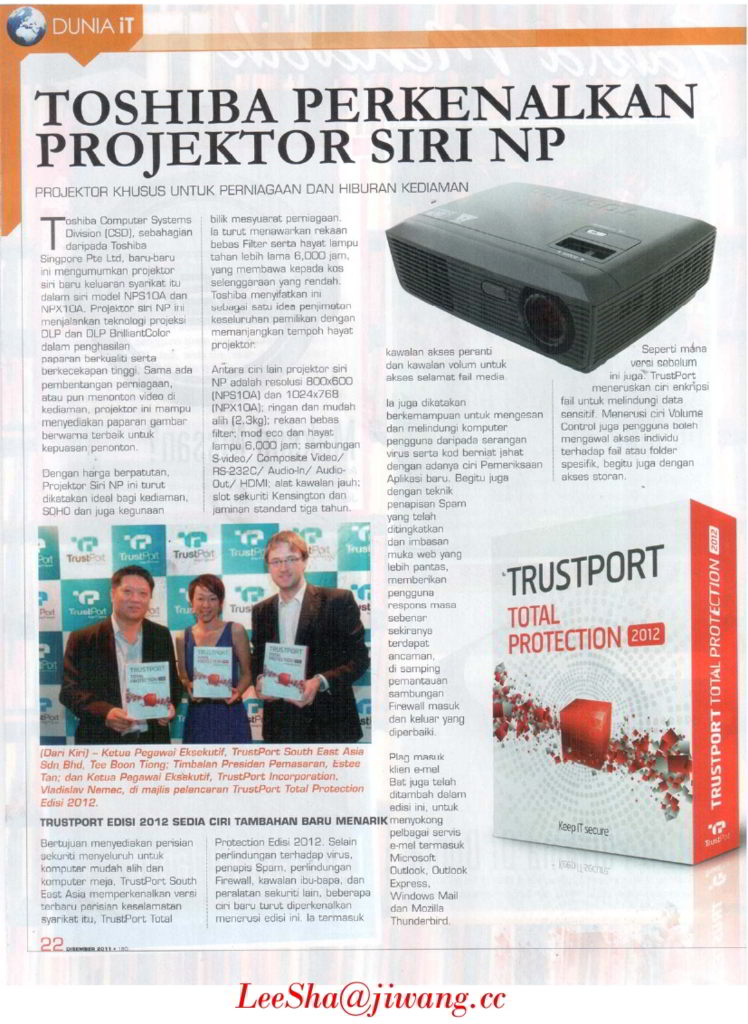 DUNIA iT
TOSHIBA PERKENALKAN
PROJEKTOR SIRI NP
PROJEKTOR KHUSUS UNTUK PERNIAGAAN DAN HIBURAN KEDIAMAN
Toshiba Computer Systems
Division (CSD), sebahagian
daripada Toshiba
Singpore Pte Ltd, baru-baru
ini mengumumkan projektor
siri baru keluaran syarikat itu
dalam siri model NPS10A dan
NPX10A. Projektor siri NP ini
menjalankan teknologi projeksi
DLP dan DLP BrilliantColor
dalam penghasilan
paparan berkualiti serta
berkecekapan tinggi. Sama ada
pembentangan perniagaan,
atau pun menonton video di
kediaman, projektor ini mampu
menyediakan paparan gambar
berwarna terbaik untuk
kepuasan penonton.
Dengan harga berpatutan,
Projektor Siri NP ini turut
dikatakan ideal bagi kediaman,
SOHO dan juga kegunaan
bilik mesyuarat perniagaan.
Ia turut menawarkan rekaan
bebas Filter serta hayat lampu
tahan lebih lama 6,000 jam,
yang membawa kepada kos
selenggaraan yang rendah.
Toshiba menyifatkan ini
sebagai satu idea penjimatan
keseluruhan pemilikan dengan
memanjangkan tempoh hayat
projektor.
Antara ciri lain projektor siri
NP adalah resolusi 800x600
(NPS10A) dan 1024x768
(NPX10A); ringan dan mudah
alih (2.3kg); rekaan bebas
filter; mod eco dan hayat
lampu 6,000 jam; sambungan
S-video/ Composite Video/
RS-232C/ Audio-In/ Audio-
Out/ HDMI; alat kawalan jauh;
slot sekuriti Kensington dan
jaminan standard tiga tahun.
TrustPort
TRUSTPORT
TOTAL
PROTECTION
(Dari Kiri) – Ketua Pegawai Eksekutif, TrustPort South East Asia
Sdn Bhd, Tee Boon Tiong; Timbalan Presiden Pemasaran, Estee
Tan; dan Ketua Pegawai Eksekutif, TrustPort Incorporation,
Vladislav Nemec, di majlis pelancaran TrustPort Total Protection
Edisi 2012.
TRUSTPORT EDISI 2012 SEDIA CIRI TAMBAHAN BARU MENARIK
Bertujuan menyediakan perisian
sekuriti menyeluruh untuk
komputer mudah alih dan
komputer meja, TrustPort South
East Asia memperkenalkan versi
terbaru perisian keselamatan
syarikat itu, TrustPort Total
Protection Edisi 2012. Selain
perlindungan terhadap virus,
penapis Spam, perlindungan
Firewall, kawalan ibu-bapa, dan
peralatan sekuriti lain, beberapa
ciri baru turut diperkenalkan
menerusi edisi ini. Ia termasuk
kawalan akses peranti
dan kawalan volum untuk
akses selamat fail media.
Ia juga dikatakan
berkemampuan untuk mengesan
dan melindungi komputer
pengguna daripada serangan
virus serta kod berniat jahat
dengan adanya ciri Pemeriksaan
Aplikasi baru. Begitu juga
dengan teknik
penapisan Spam
yang telah
ditingkatkan
dan imbasan
muka web yang
lebih pantas,
memberikan
pengguna
respons masa
sebenar
sekiranya
terdapat
ancaman,
di samping
pemantauan
sambungan
Firewall masuk
dan keluar yang
diperbaiki.
Plag masuk
klien e-mel
Bat juga telah
ditambah dalam
edisi ini, untuk
menyokong
pelbagai servis
e-mel termasuk
Microsoft
Outlook, Outlook
Express,
Windows Mail
dan Mozilla
Thunderbird.
Seperti mana
versi sebelum
ini juga, TrustPort
meneruskan ciri enkripsi
fail untuk melindungi data
sensitif. Menerusi ciri Volume
Control juga pengguna boleh
mengawal akses individu
terhadap fail atau folder
spesifik, begitu juga dengan
akses storan.
TRUSTPORT
TOTAL
PROTECTION 2012
Keep IT secure
TRUSTPORT TOTAL PROTECTION 2012
TrustPort
22 DISEMBER 2011 • 180
LeeSha@jiwang.cc